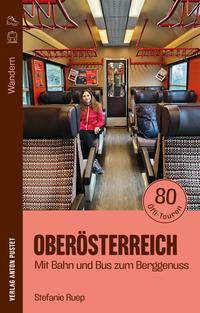 Wandern
VERLAG ANTON PUSTET
80
Öffi-Touren
OBERÖSTERREICH
Mit Bahn und Bus zum Berggenuss
Stefanie Ruep